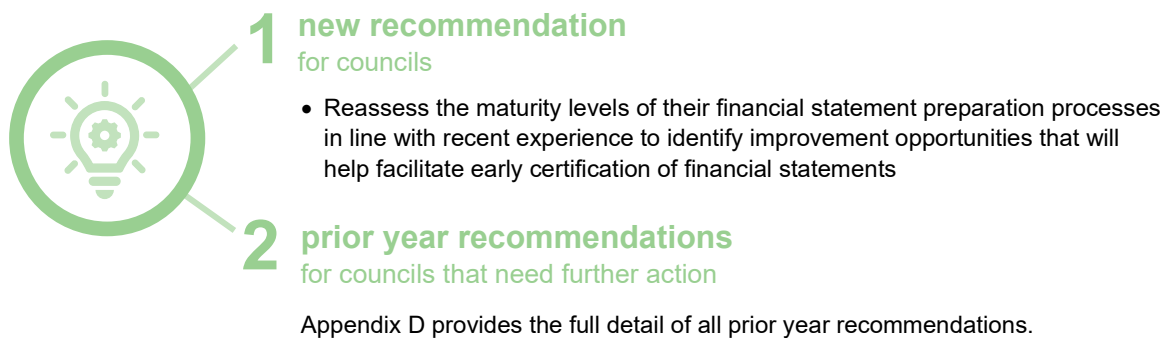 1 new recommendation
for councils
• Reassess the maturity levels of their financial statement preparation processes
in line with recent experience to identify improvement opportunities that will
help facilitate early certification of financial statements
2 prior year recommendations
for councils that need further action
Appendix D provides the full detail of all prior year recommendations.